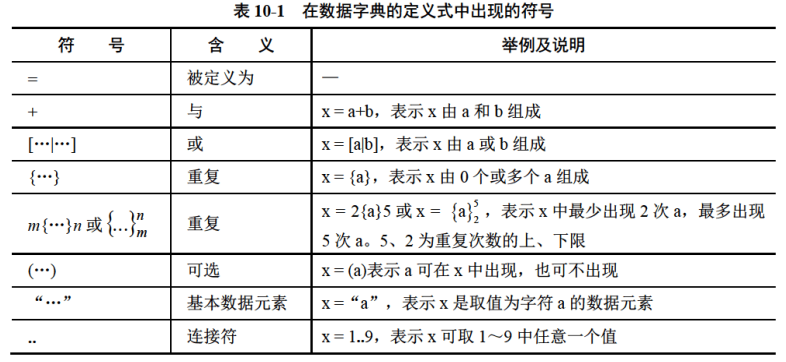 表 10-1 在数据字典的定义式中出现的符号
符 号 含 义 举例及说明
= 被定义为 —
+ 与 x = a+b，表示 x 由 a 和 b 组成
[…|…] 或 x = [a|b]，表示 x 由 a 或 b 组成
{…} 重复 x = {a}，表示 x 由 0 个或多个 a 组成
m{…}n 或 {…}ⁿₘ 重复 x = 2{a}5 或 x = {a}⁵₂，表示 x 中最少出现 2 次 a，最多出现
5 次 a。5、2 为重复次数的上、下限
(…) 可选 x = (a)表示 a 可在 x 中出现，也可不出现
“…” 基本数据元素 x =“a”，表示 x 是取值为字符 a 的数据元素
.. 连接符 x = 1..9，表示 x 可取 1～9 中任意一个值